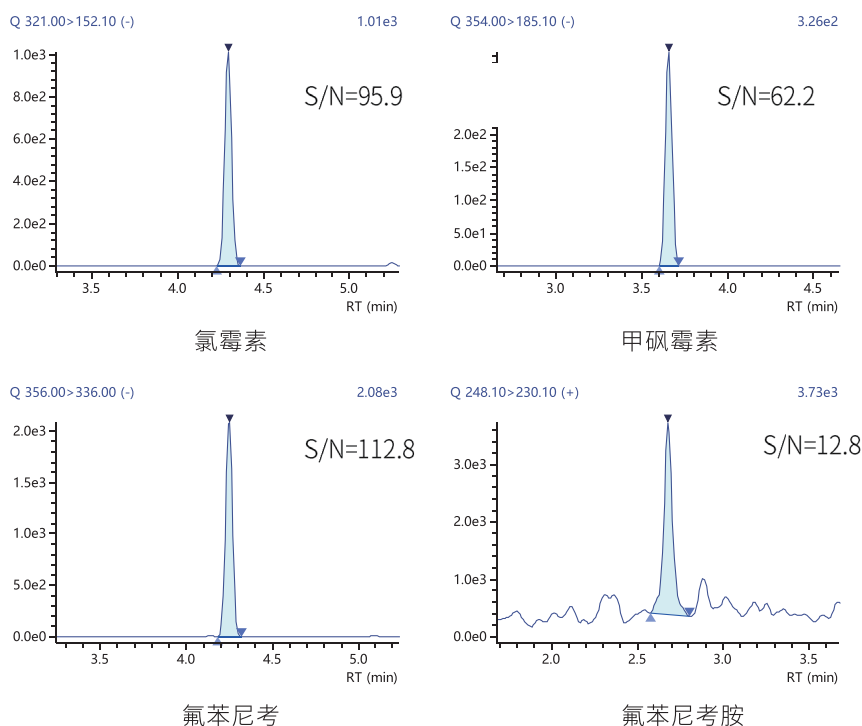 Q 321.00>152.10 (-) 1.01e3
S/N=95.9
1.0e3
8.0e2
6.0e2
4.0e2
2.0e2
0.0e0
3.5 4.0 4.5 5.0
RT (min)
氯霉素
Q 354.00>185.10 (-) 3.26e2
S/N=62.2
2.0e2
1.5e2
1.0e2
5.0e1
0.0e0
3.0 3.5 4.0 4.5
RT (min)
甲砜霉素
Q 356.00>336.00 (-) 2.08e3
S/N=112.8
2.0e3
1.5e3
1.0e3
5.0e2
0.0e0
3.5 4.0 4.5 5.0
RT (min)
氟苯尼考
Q 248.10>230.10 (+) 3.73e3
S/N=12.8
3.0e3
2.0e3
1.0e3
0.0e0
2.0 2.5 3.0 3.5
RT (min)
氟苯尼考胺